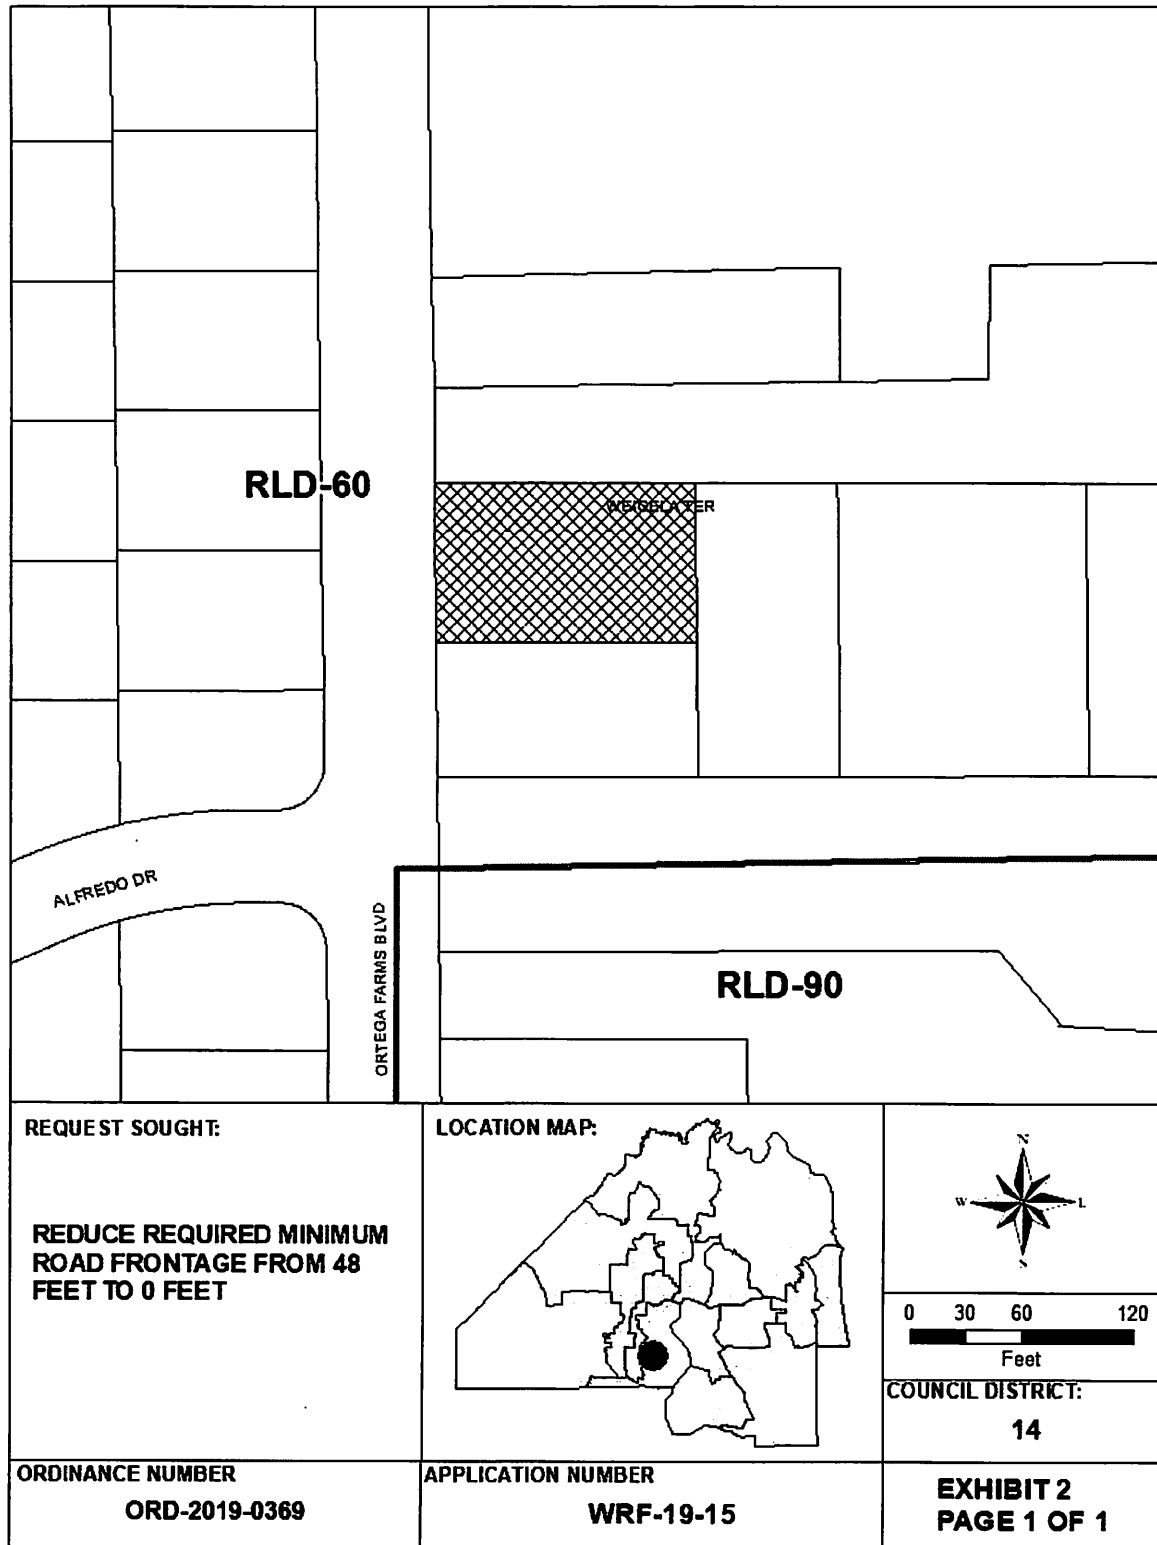 RLD-60
WEIGELA TER
ALFREDO DR
ORTEGA FARMS BLVD
RLD-90
REQUEST SOUGHT:
REDUCE REQUIRED MINIMUM
ROAD FRONTAGE FROM 48
FEET TO 0 FEET
LOCATION MAP:
N
W
E
S
0 30 60 120
Feet
COUNCIL DISTRICT:
14
ORDINANCE NUMBER
ORD-2019-0369
APPLICATION NUMBER
WRF-19-15
EXHIBIT 2
PAGE 1 OF 1